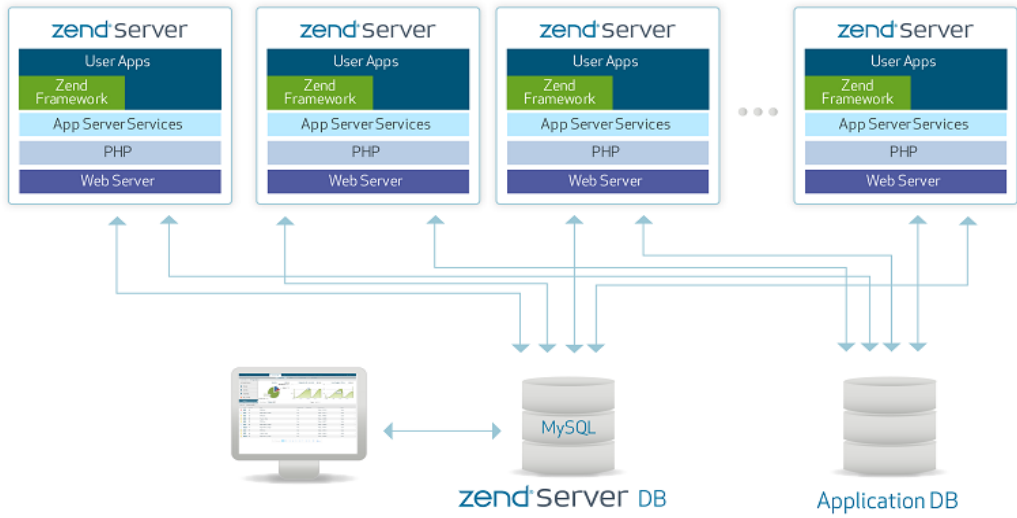 zend Server
User Apps
Zend
Framework
App Server Services
PHP
Web Server
zend Server
User Apps
Zend
Framework
App Server Services
PHP
Web Server
zend Server
User Apps
Zend
Framework
App Server Services
PHP
Web Server
zend Server
User Apps
Zend
Framework
App Server Services
PHP
Web Server
MySQL
zend Server DB
Application DB